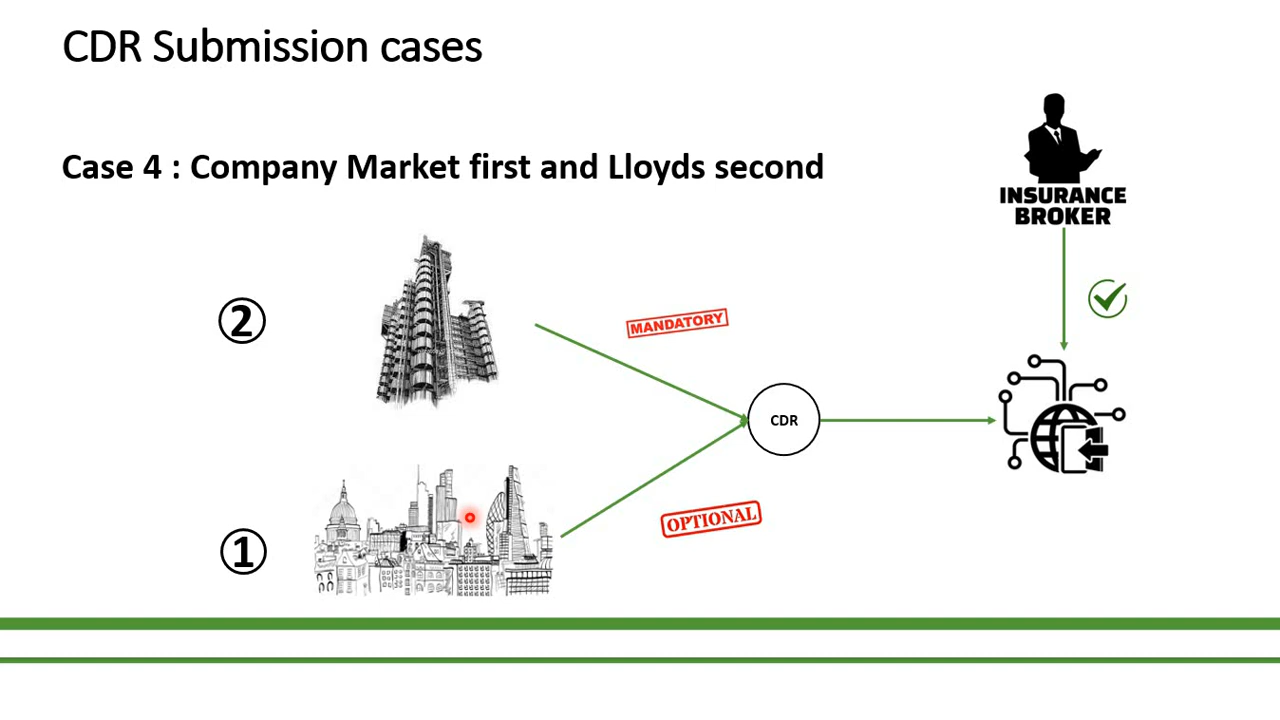 CDR Submission cases
Case 4 : Company Market first and Lloyds second
INSURANCE
BROKER
2
MANDATORY
CDR
OPTIONAL
1